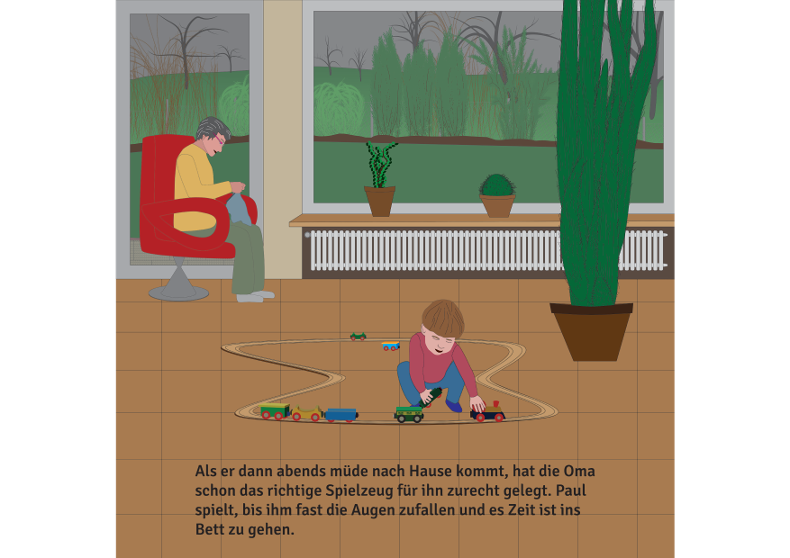 Als er dann abends müde nach Hause kommt, hat die Oma
schon das richtige Spielzeug für ihn zurecht gelegt. Paul
spielt, bis ihm fast die Augen zufallen und es Zeit ist ins
Bett zu gehen.